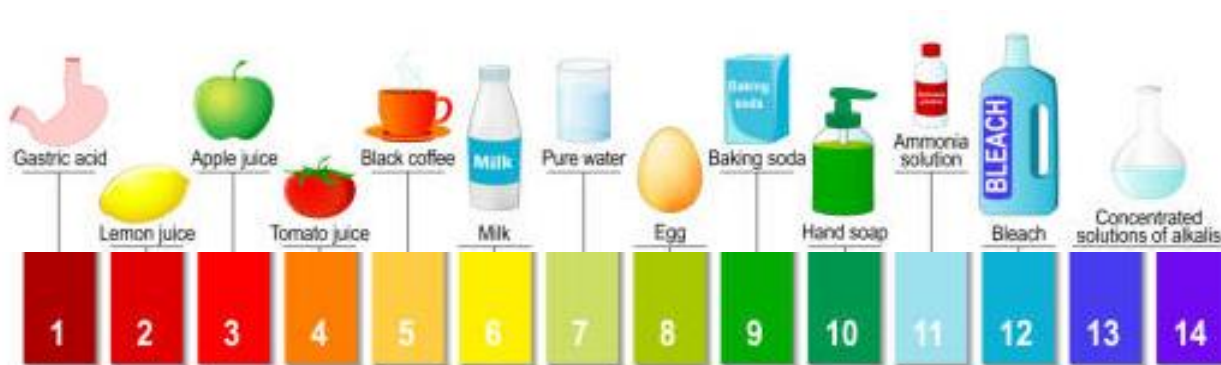 Gastric acid
Lemon juice
Apple juice
Tomato juice
Black coffee
Milk
Milk
Pure water
Egg
Baking
soda
Baking soda
Hand soap
Ammonia
solution
BLEACH
Bleach
Concentrated
solutions of alkalis
1 2 3 4 5 6 7 8 9 10 11 12 13 14